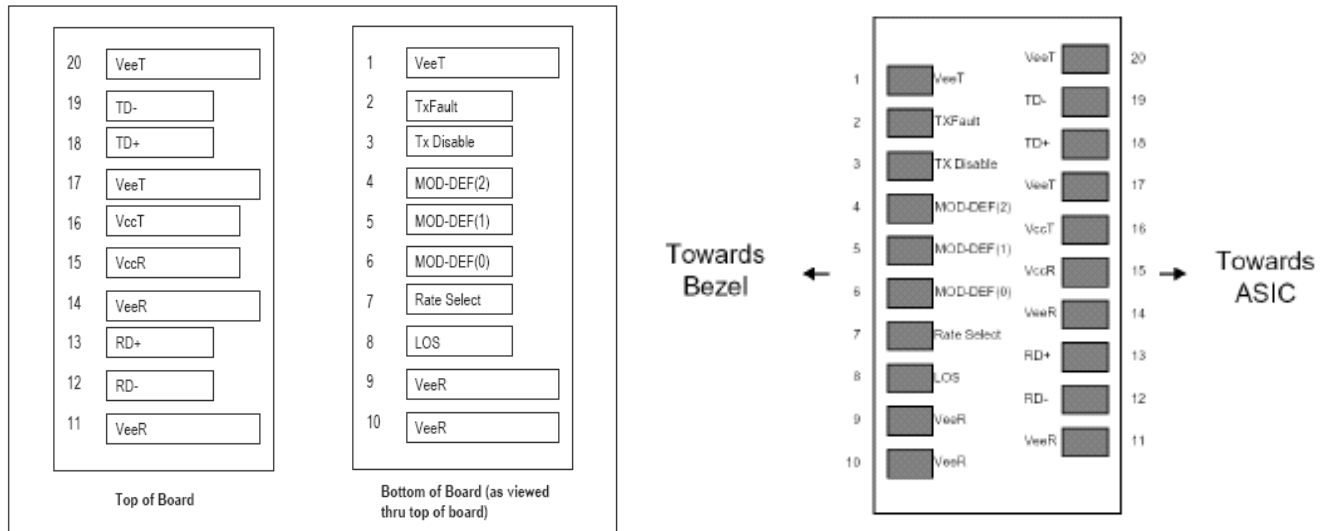 20 VeeT
19 TD-
18 TD+
17 VeeT
16 VccT
15 VccR
14 VeeR
13 RD+
12 RD-
11 VeeR
Top of Board
1 VeeT
2 TxFault
3 Tx Disable
4 MOD-DEF(2)
5 MOD-DEF(1)
6 MOD-DEF(0)
7 Rate Select
8 LOS
9 VeeR
10 VeeR
Bottom of Board (as viewed
thru top of board)
Towards
Bezel
1 VeeT
2 TXFault
3 TX Disable
4 MOD-DEF(2)
5 MOD-DEF(1)
6 MOD-DEF(0)
7 Rate Select
8 LOS
9 VeeR
10 VeeR
VeeT 20
TD- 19
TD+ 18
VeeT 17
VccT 16
VccR 15
VeeR 14
RD+ 13
RD- 12
VeeR 11
Towards
ASIC